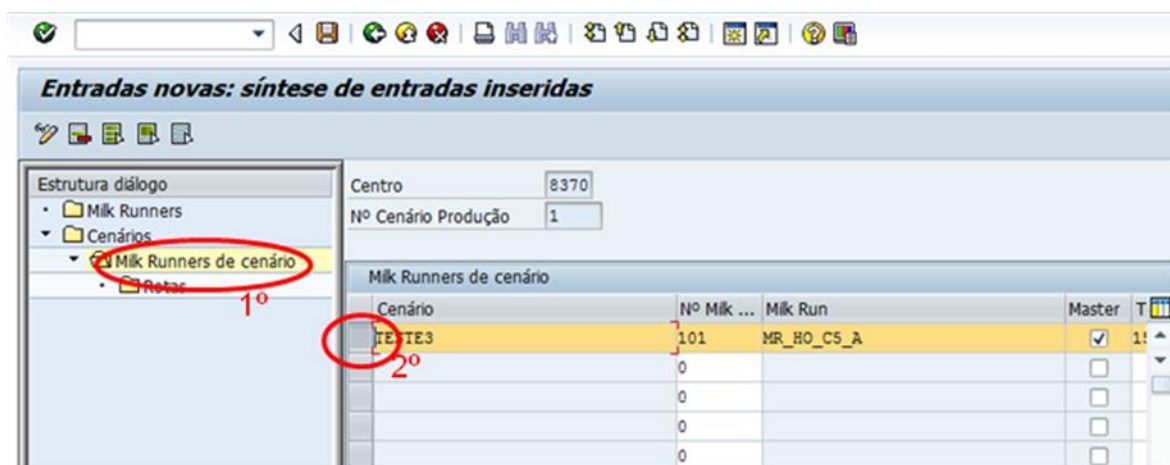 Entradas novas: síntese de entradas inseridas
Estrutura diálogo
Milk Runners
Cenários
Milk Runners de cenário
Rotas
1º
Centro 8370
Nº Cenário Produção 1
Milk Runners de cenário
Cenário Nº Milk ... Milk Run Master T
TESTE3 101 MR_HO_C5_A
2º
0
0
0
0